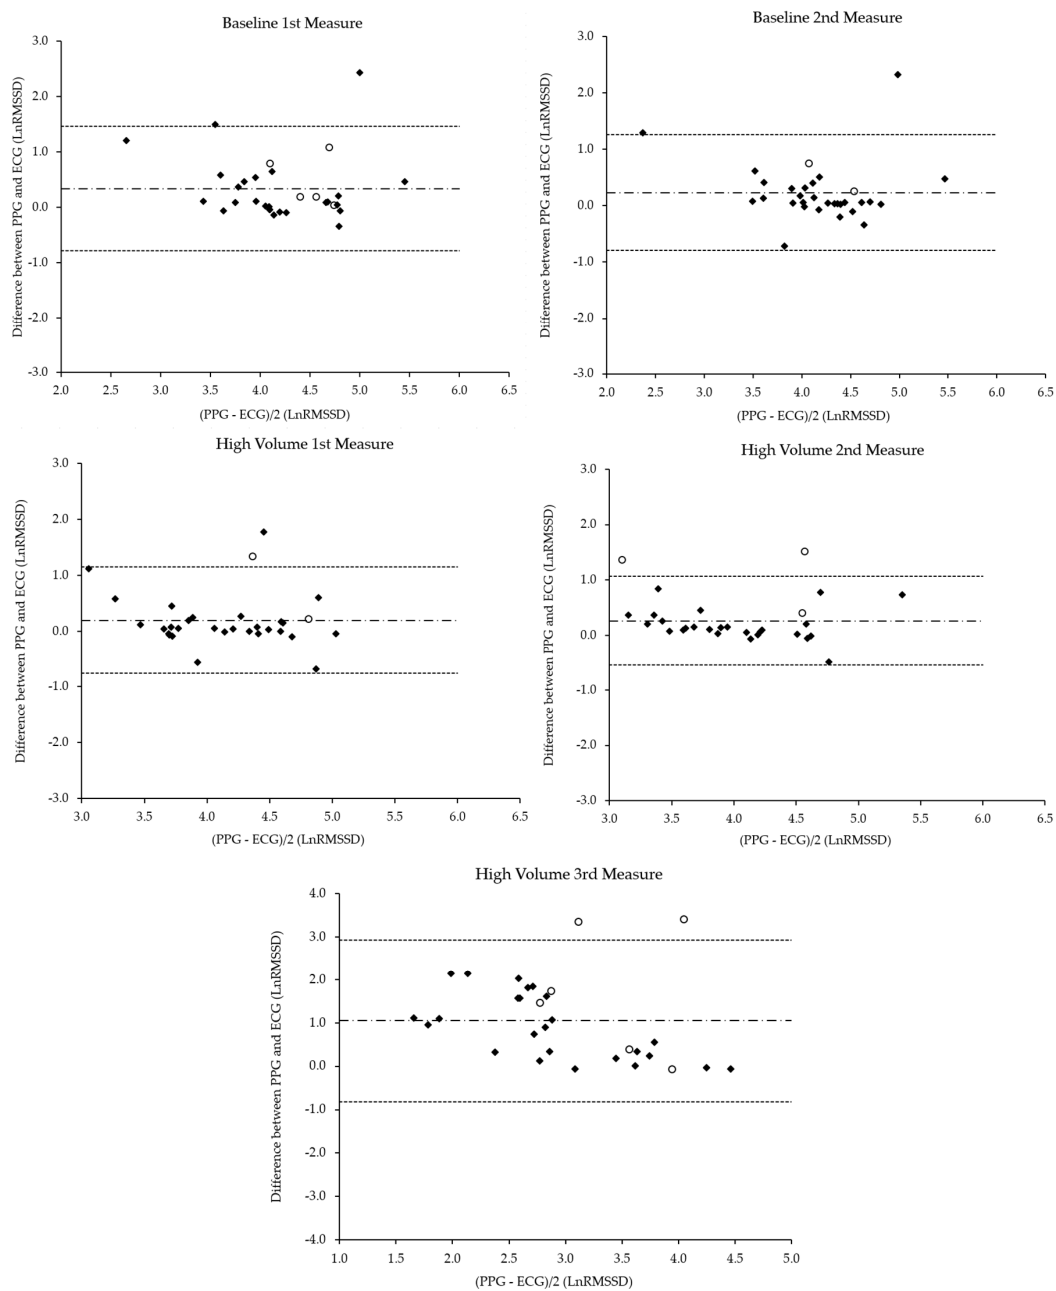 Baseline 1st Measure
Difference between PPG and ECG (LnRMSSD)
3.0
2.0
1.0
0.0
-1.0
-2.0
-3.0
2.0 2.5 3.0 3.5 4.0 4.5 5.0 5.5 6.0 6.5
(PPG - ECG)/2 (LnRMSSD)
Baseline 2nd Measure
Difference between PPG and ECG (LnRMSSD)
3.0
2.0
1.0
0.0
-1.0
-2.0
-3.0
2.0 2.5 3.0 3.5 4.0 4.5 5.0 5.5 6.0 6.5
(PPG - ECG)/2 (LnRMSSD)
High Volume 1st Measure
Difference between PPG and ECG (LnRMSSD)
3.0
2.0
1.0
0.0
-1.0
-2.0
-3.0
3.0 3.5 4.0 4.5 5.0 5.5 6.0 6.5
(PPG - ECG)/2 (LnRMSSD)
High Volume 2nd Measure
Difference between PPG and ECG (LnRMSSD)
3.0
2.0
1.0
0.0
-1.0
-2.0
-3.0
3.0 3.5 4.0 4.5 5.0 5.5 6.0 6.5
(PPG - ECG)/2 (LnRMSSD)
High Volume 3rd Measure
Difference between PPG and ECG (LnRMSSD)
4.0
3.0
2.0
1.0
0.0
-1.0
-2.0
-3.0
-4.0
1.0 1.5 2.0 2.5 3.0 3.5 4.0 4.5 5.0
(PPG - ECG)/2 (LnRMSSD)